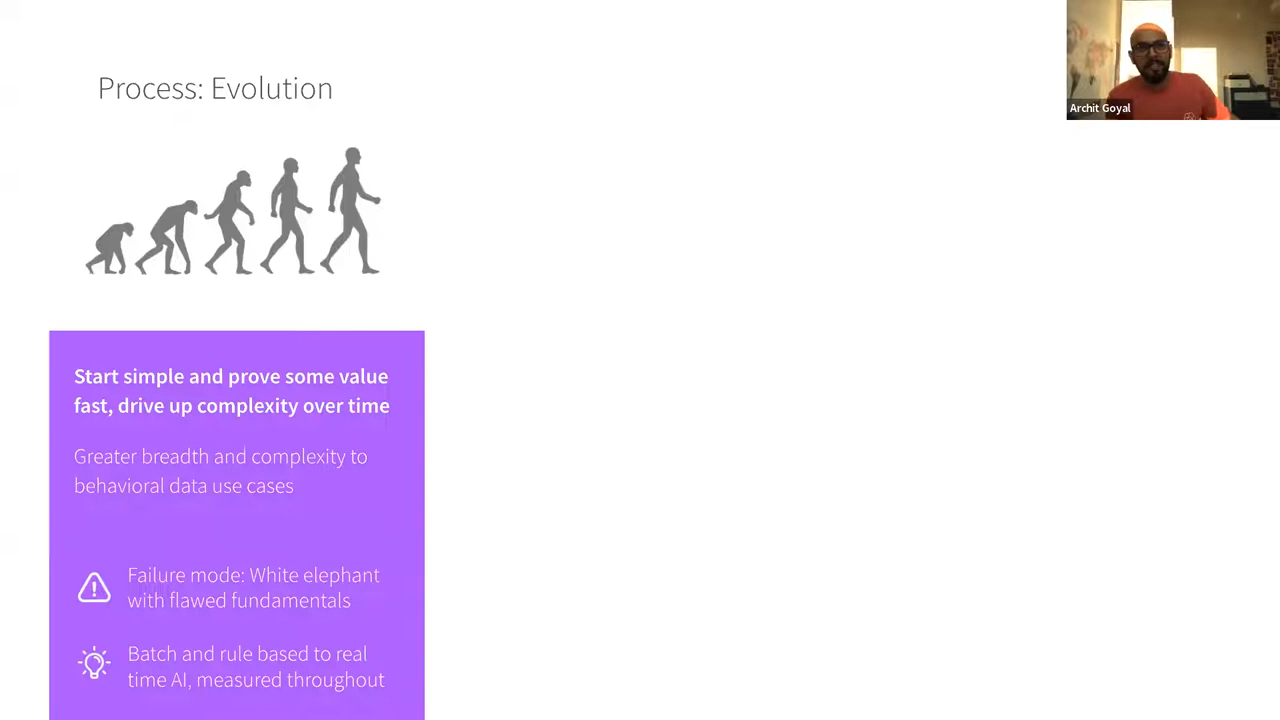 Process: Evolution
Archit Goyal
Start simple and prove some value
fast, drive up complexity over time
Greater breadth and complexity to
behavioral data use cases
Failure mode: White elephant
with flawed fundamentals
Batch and rule based to real
time AI, measured throughout